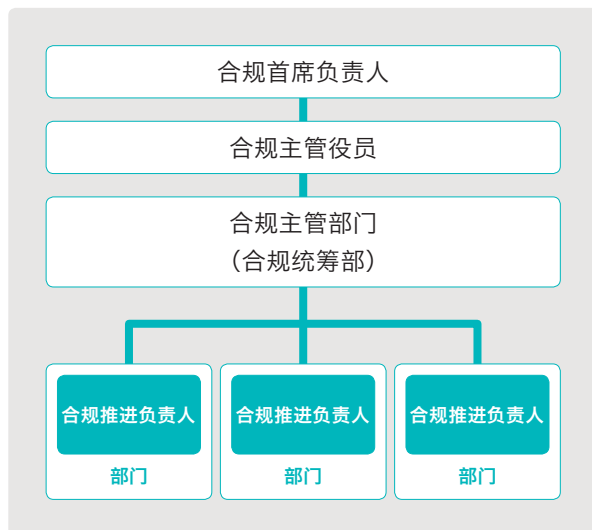 合规首席负责人
合规主管役员
合规主管部门
（合规统筹部）
合规推进负责人
部门
合规推进负责人
部门
合规推进负责人
部门